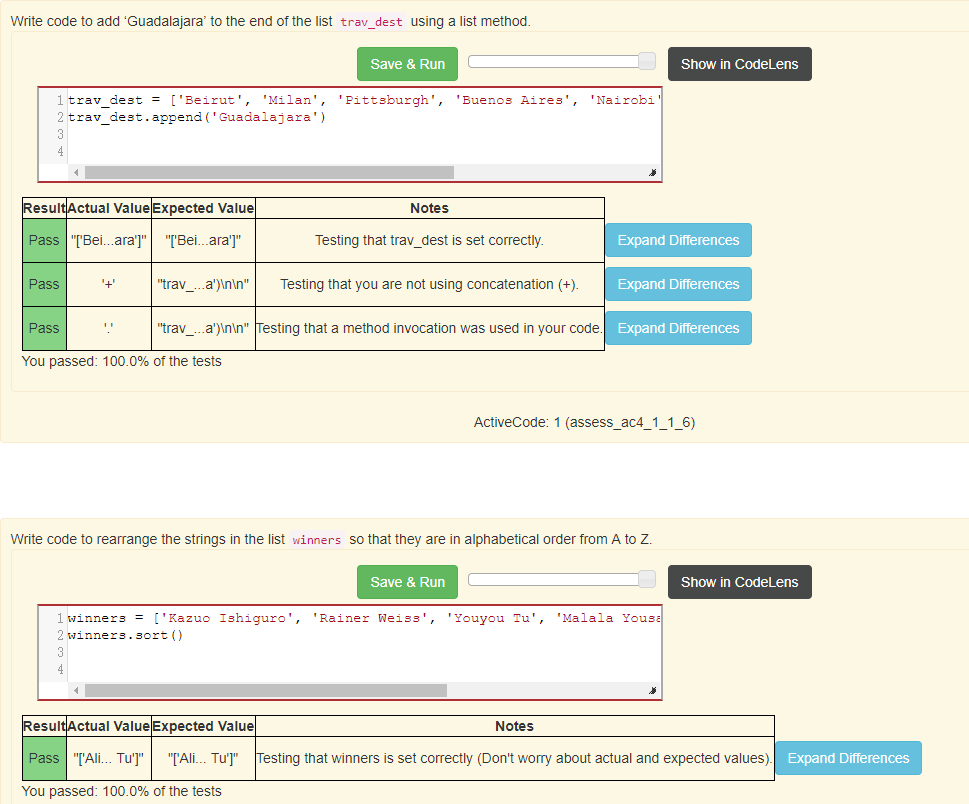 Write code to add ‘Guadalajara’ to the end of the list trav_dest using a list method.
Save & Run Show in CodeLens
1 trav_dest = ['Beirut', 'Milan', 'Pittsburgh', 'Buenos Aires', 'Nairobi'
2 trav_dest.append('Guadalajara')
3
4
Result Actual Value Expected Value Notes
Pass "['Bei...ara']" "['Bei...ara']" Testing that trav_dest is set correctly. Expand Differences
Pass '+' "trav_...a')\n\n" Testing that you are not using concatenation (+). Expand Differences
Pass '.' "trav_...a')\n\n" Testing that a method invocation was used in your code. Expand Differences
You passed: 100.0% of the tests
ActiveCode: 1 (assess_ac4_1_1_6)
Write code to rearrange the strings in the list winners so that they are in alphabetical order from A to Z.
Save & Run Show in CodeLens
1 winners = ['Kazuo Ishiguro', 'Rainer Weiss', 'Youyou Tu', 'Malala Yousa
2 winners.sort()
3
4
Result Actual Value Expected Value Notes
Pass "['Ali... Tu']" "['Ali... Tu']" Testing that winners is set correctly (Don't worry about actual and expected values). Expand Differences
You passed: 100.0% of the tests